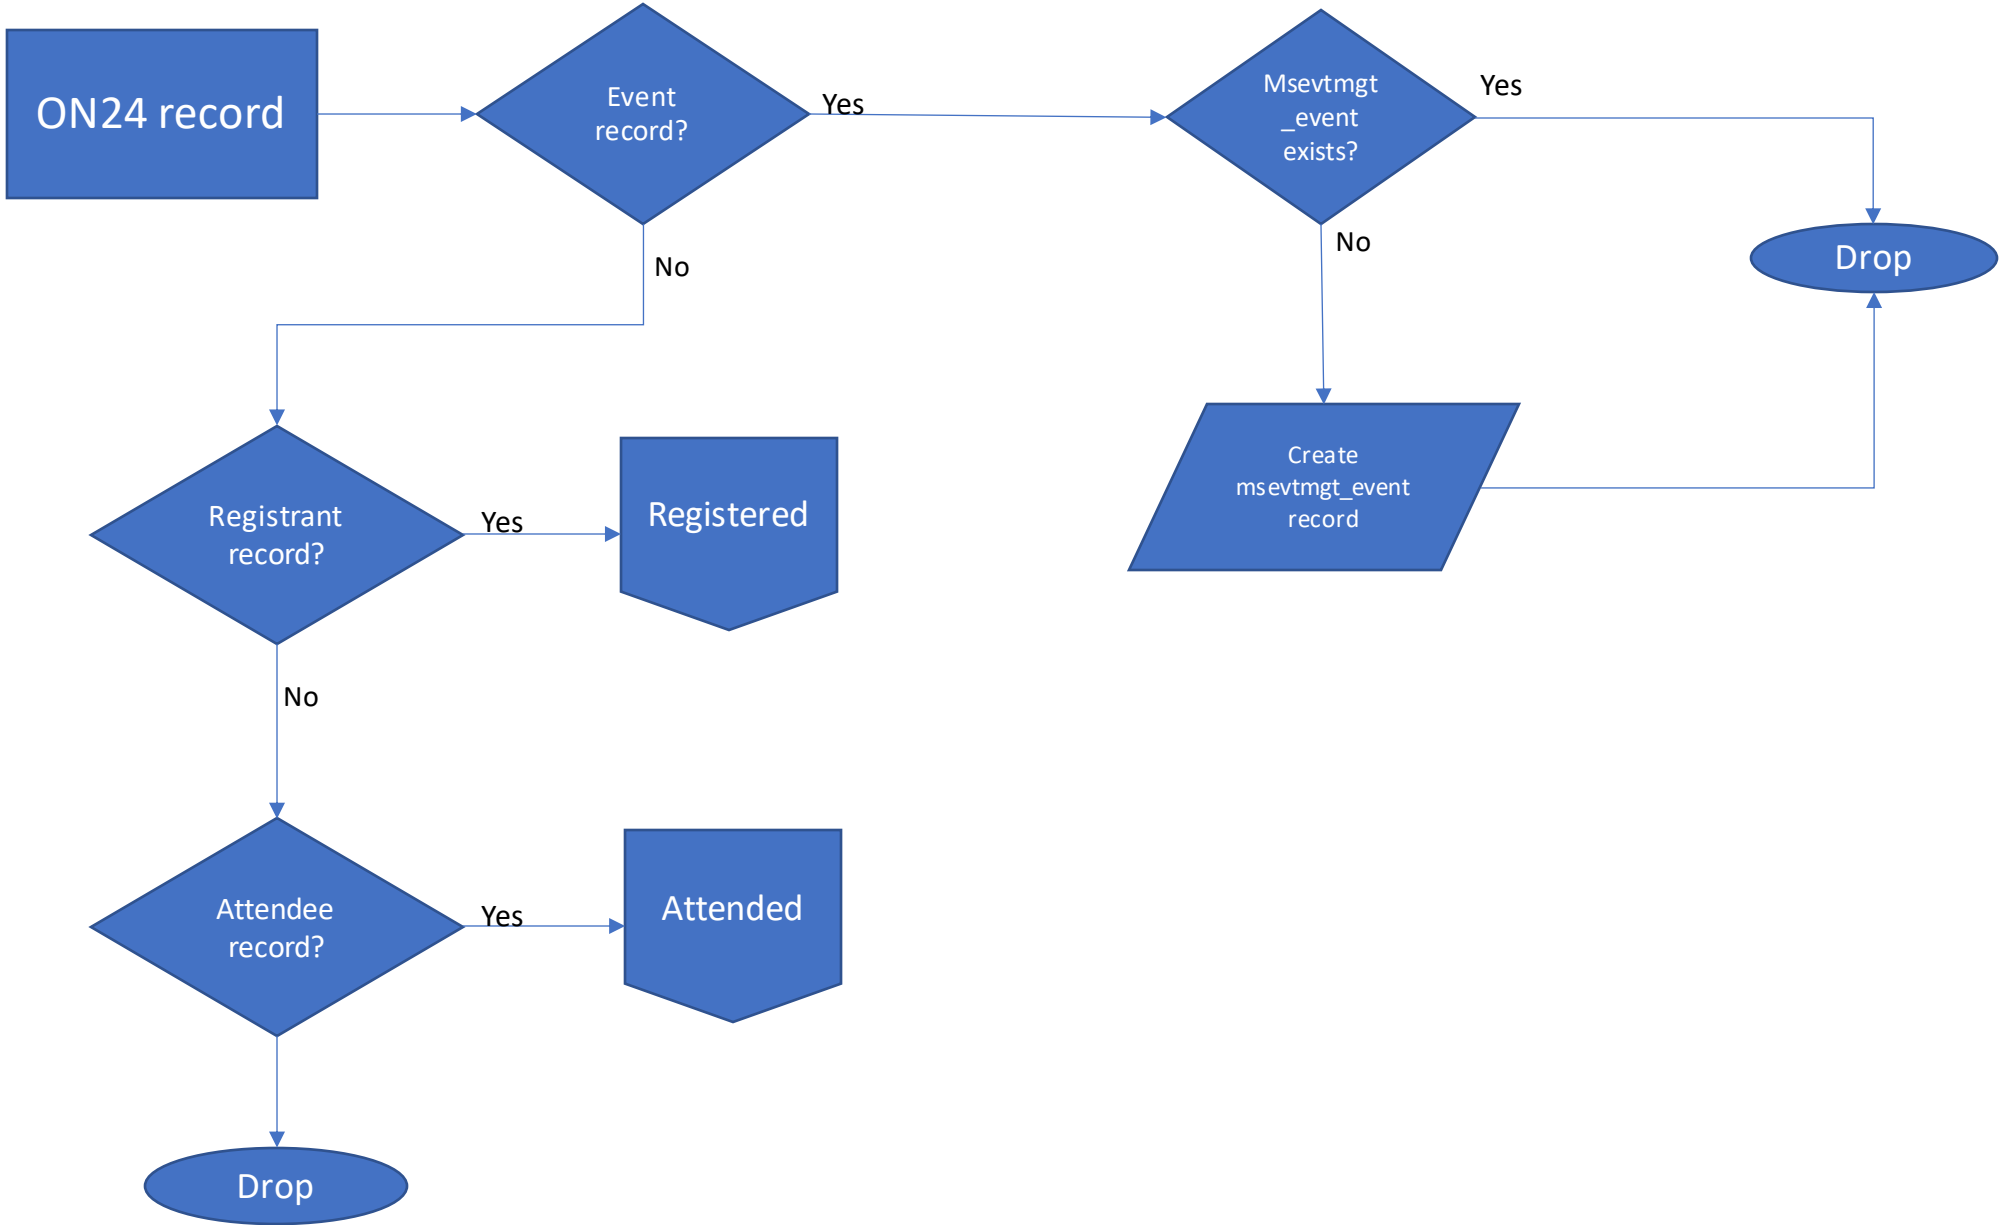 ON24 record
Event
record?
Yes
Msevtmgt
_event
exists?
Yes
No
No
Drop
Create
msevtmgt_event
record
Registrant
record?
Yes
Registered
No
Attendee
record?
Yes
Attended
Drop